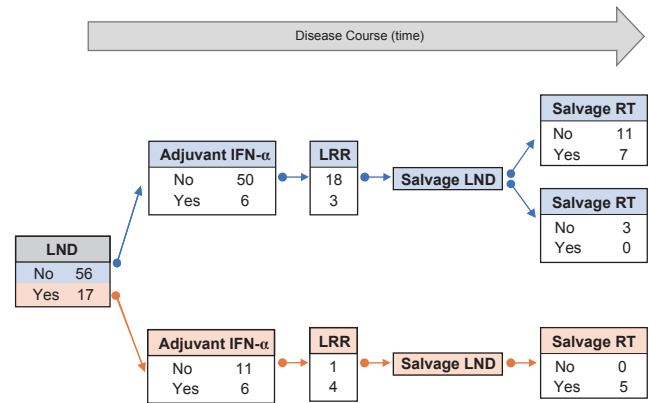 Disease Course (time)
Salvage RT
No 11
Yes 7
Adjuvant IFN-α LRR
No 50 18
Yes 6 3
Salvage LND
Salvage RT
No 3
Yes 0
LND
No 56
Yes 17
Adjuvant IFN-α LRR
No 11 1
Yes 6 4
Salvage LND
Salvage RT
No 0
Yes 5